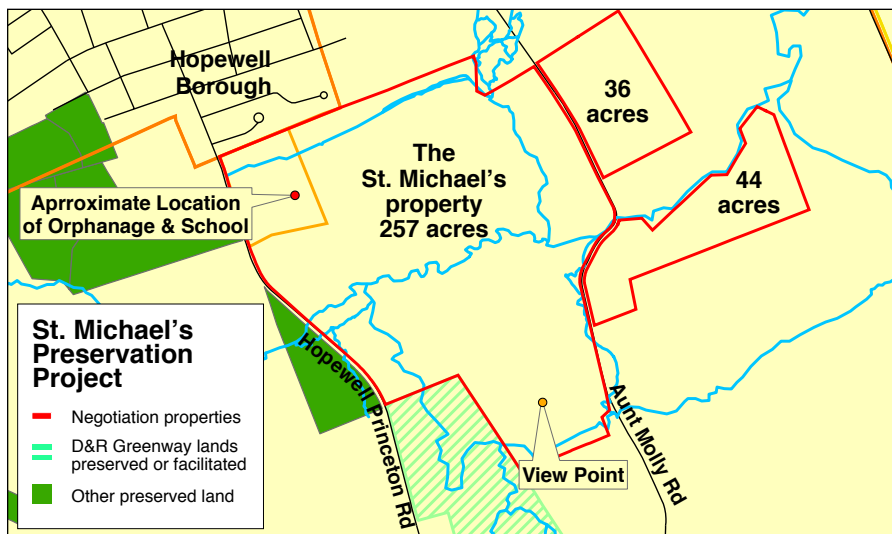 Hopewell
Borough
36
acres
The
St. Michael's
property
257 acres
44
acres
Aprroximate Location
of Orphanage & School
St. Michael's
Preservation
Project
Negotiation properties
D&R Greenway lands
preserved or facilitated
Other preserved land
Hopewell Princeton Rd
Aunt Molly Rd
View Point